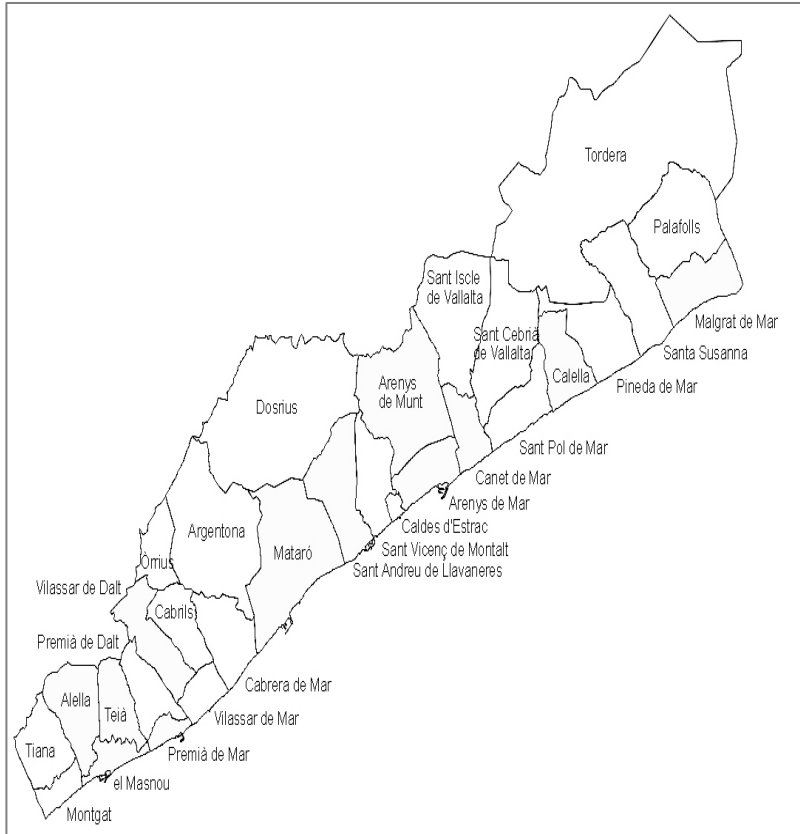 Tordera
Palafolls
Sant Iscle
de Vallalta
Malgrat de Mar
Sant Cebrià
de Vallalta
Santa Susanna
Calella
Arenys
de Munt
Pineda de Mar
Dosrius
Sant Pol de Mar
Canet de Mar
Arenys de Mar
Caldes d'Estrac
Argentona
Sant Vicenç de Montalt
Mataró
Òrrius
Sant Andreu de Llavaneres
Vilassar de Dalt
Cabrils
Premià de Dalt
Cabrera de Mar
Alella
Teià
Vilassar de Mar
Tiana
Premià de Mar
el Masnou
Montgat